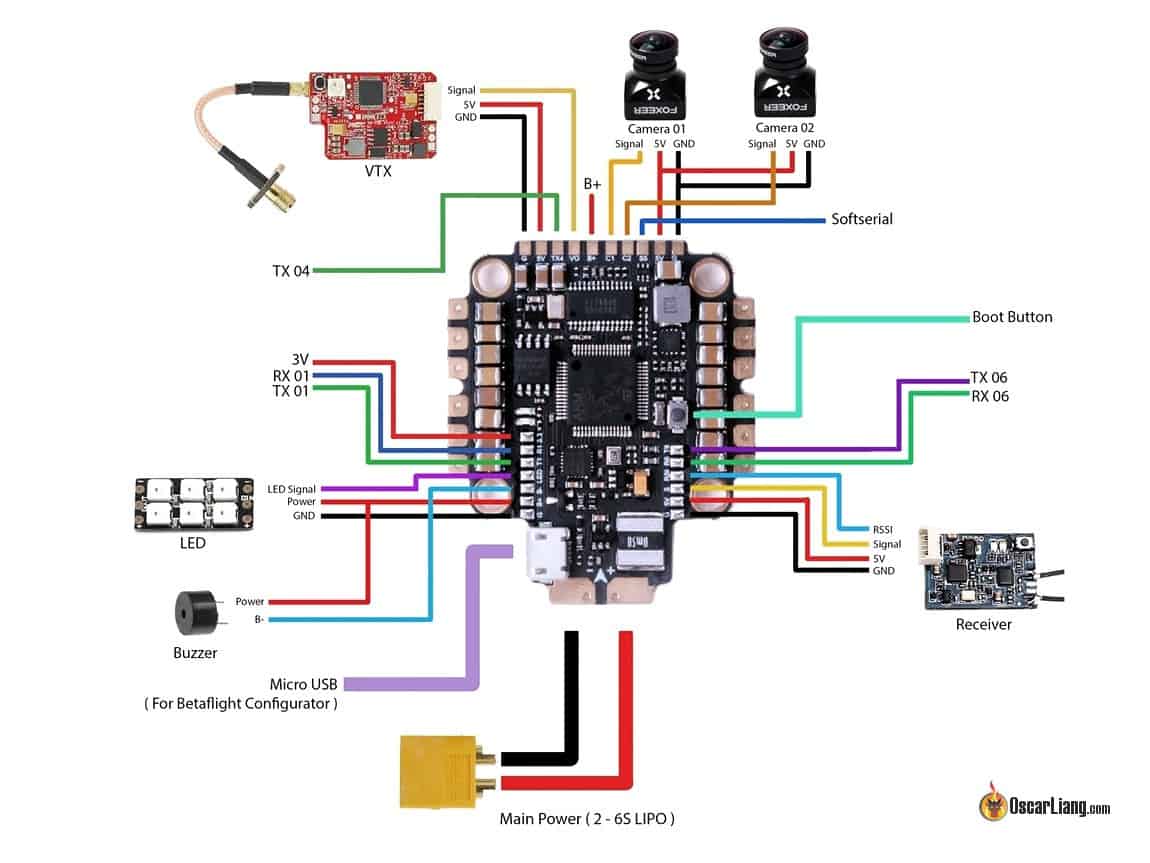 Signal
5V
GND
VTX
FOXEER
FOXEER
Camera 01
Signal 5V GND
Camera 02
Signal 5V GND
B+
Softserial
TX 04
G 5V TX4 VO B+ C1 C2 SS 5V G
Boot Button
3V
RX 01
TX 01
TX 06
RX 06
LED Signal
Power
GND
LED
RSSI
Signal
5V
GND
Receiver
Power
B-
Buzzer
Micro USB
( For Betaflight Configurator )
Main Power ( 2 - 6S LIPO )
OscarLiang.com